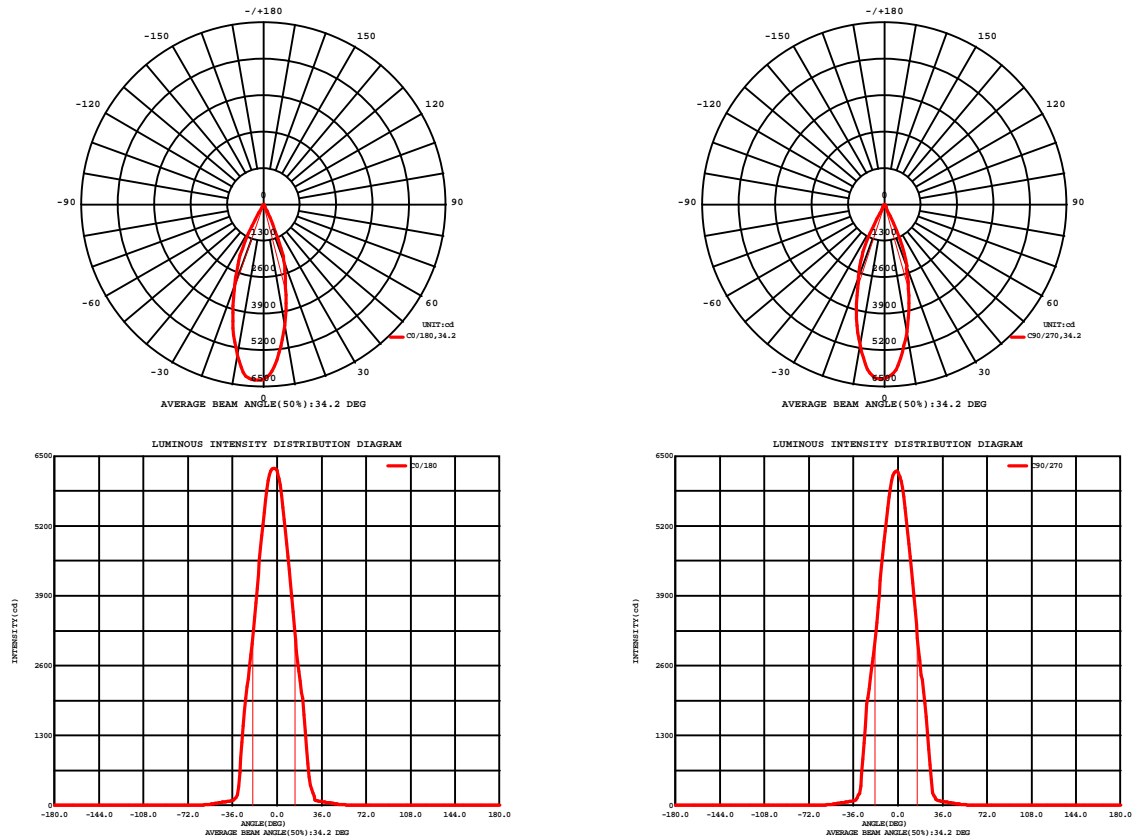 -/+180
-150
150
-120
120
-90
90
0
1300
2600
3900
5200
6500
-60
60
-30
30
0
UNIT:cd
C0/180,34.2
AVERAGE BEAM ANGLE(50%):34.2 DEG
-/+180
-150
150
-120
120
-90
90
0
1300
2600
3900
5200
6500
-60
60
-30
30
0
UNIT:cd
C90/270,34.2
AVERAGE BEAM ANGLE(50%):34.2 DEG
LUMINOUS INTENSITY DISTRIBUTION DIAGRAM
C0/180
INTENSITY(cd)
6500
5200
3900
2600
1300
0
-180.0 -144.0 -108.0 -72.0 -36.0 0.0 36.0 72.0 108.0 144.0 180.0
ANGLE(DEG)
AVERAGE BEAM ANGLE(50%):34.2 DEG
LUMINOUS INTENSITY DISTRIBUTION DIAGRAM
C90/270
INTENSITY(cd)
6500
5200
3900
2600
1300
0
-180.0 -144.0 -108.0 -72.0 -36.0 0.0 36.0 72.0 108.0 144.0 180.0
ANGLE(DEG)
AVERAGE BEAM ANGLE(50%):34.2 DEG